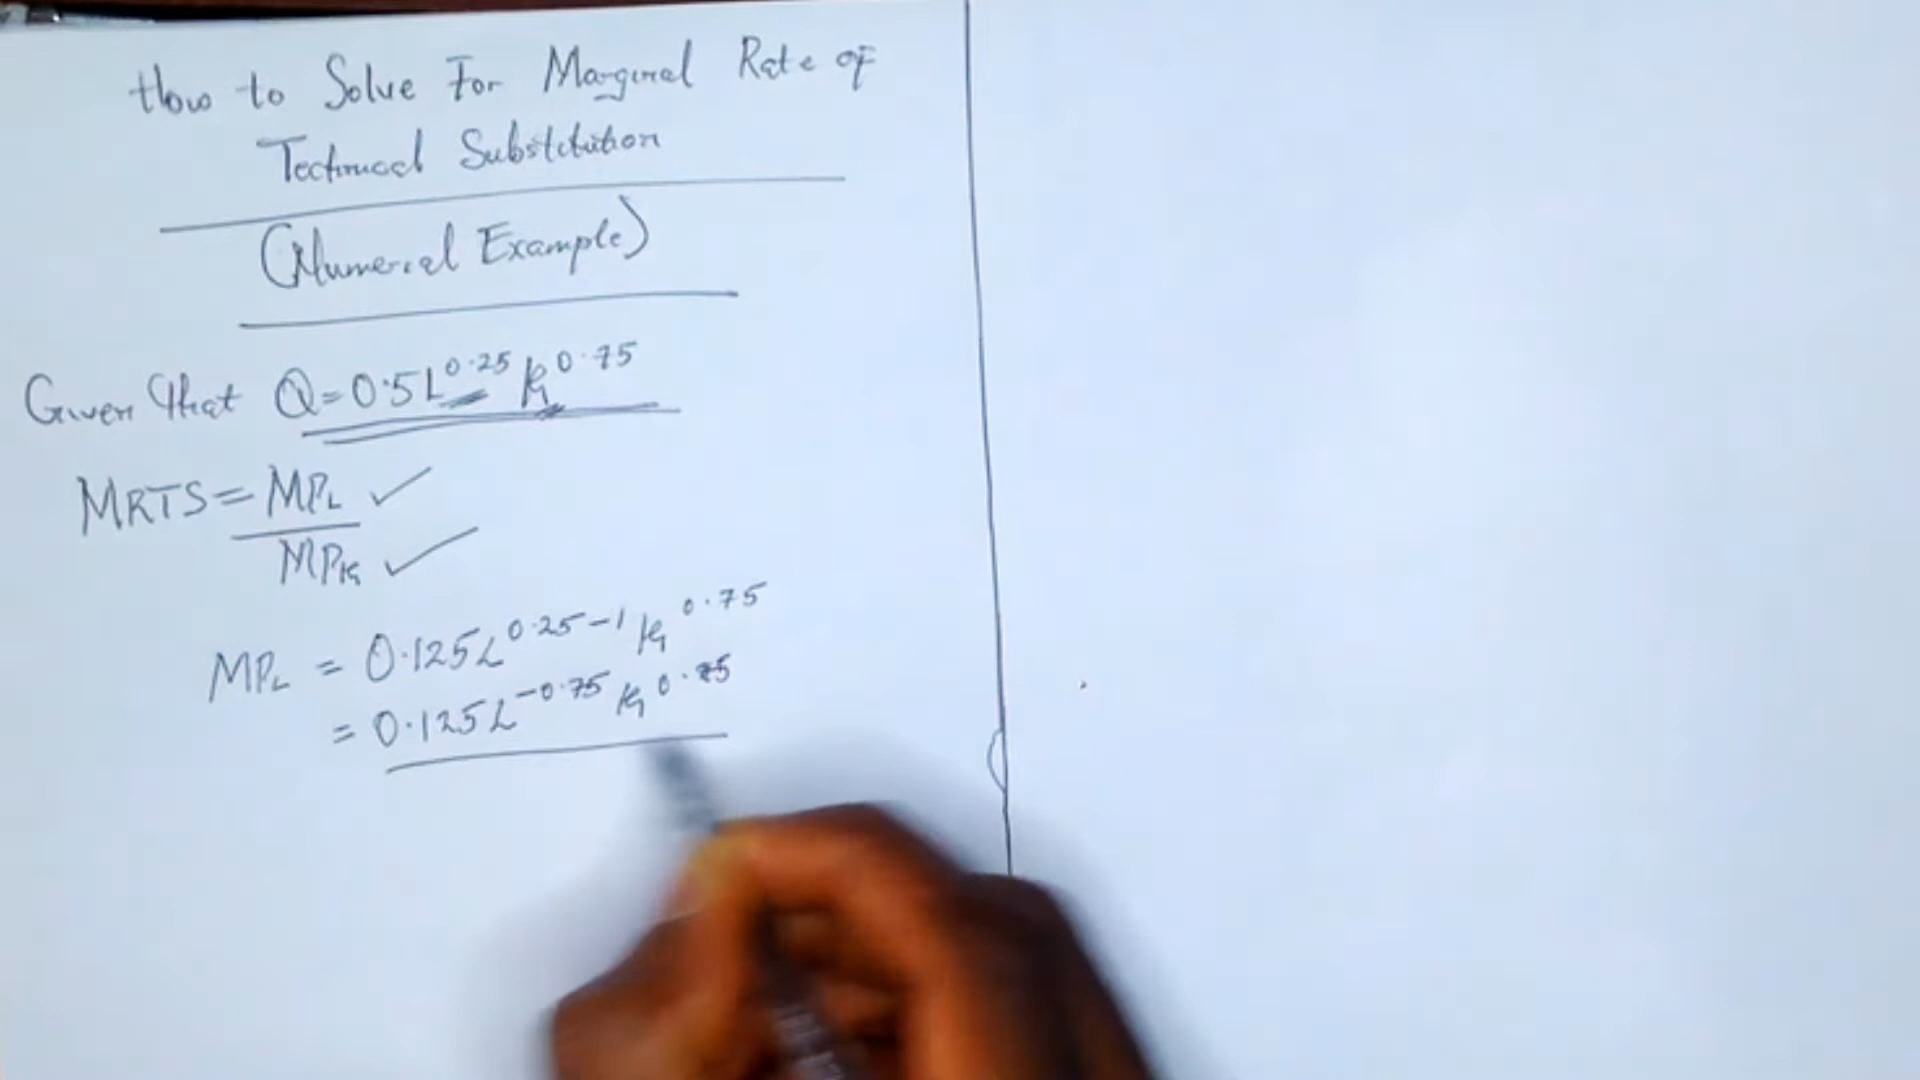 How to Solve For Marginal Rate of
Technical Substitution
(Numerical Example)
Given that Q=0.5L^0.25 K^0.75
MRTS = MPL ✓
MPK ✓
MPL = 0.125L^0.25-1 K^0.75
= 0.125L^-0.75 K^0.75